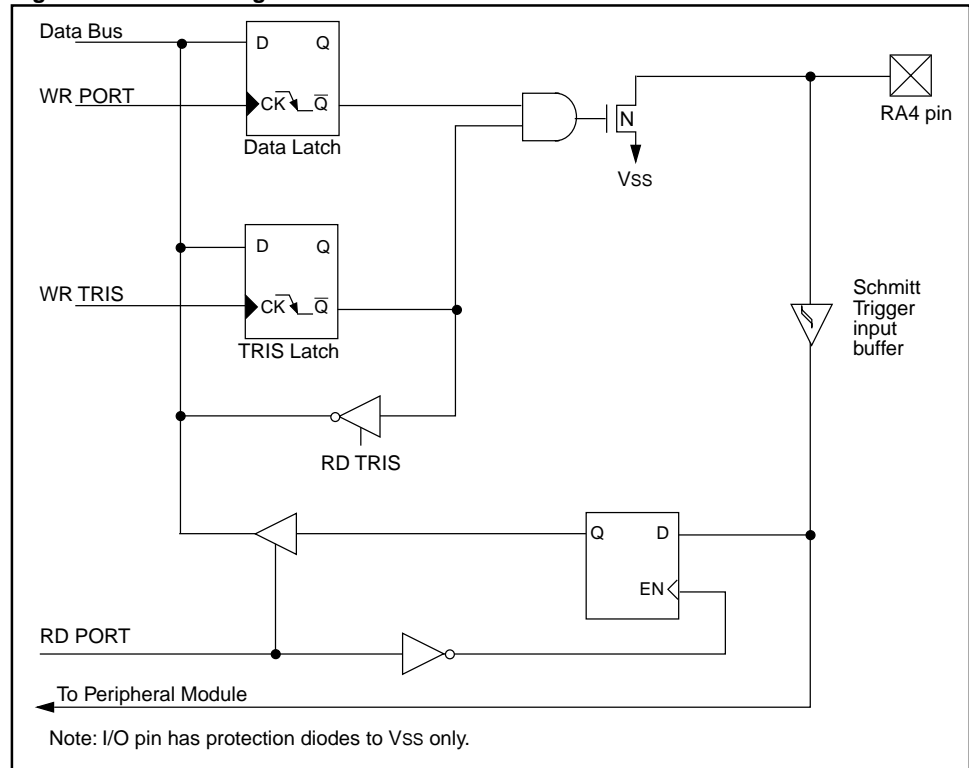 Data Bus
D Q
WR PORT
CK Q
Data Latch
N
VSS
RA4 pin
D Q
WR TRIS
CK Q
TRIS Latch
Schmitt
Trigger
input
buffer
RD TRIS
Q D
EN
RD PORT
To Peripheral Module
Note: I/O pin has protection diodes to VSS only.